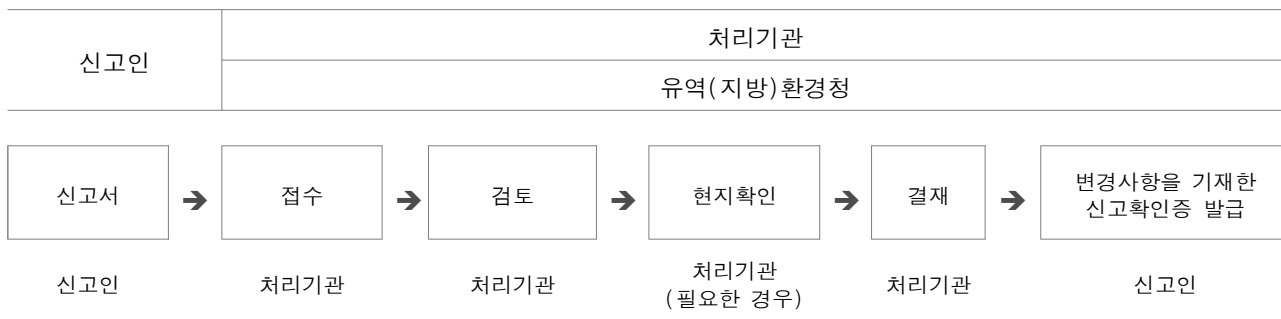 신고인
처리기관
유역(지방)환경청
신고서
➔
접수
➔
검토
➔
현지확인
➔
결재
➔
변경사항을 기재한
신고확인증 발급
신고인
처리기관
처리기관
처리기관
(필요한 경우)
처리기관
신고인